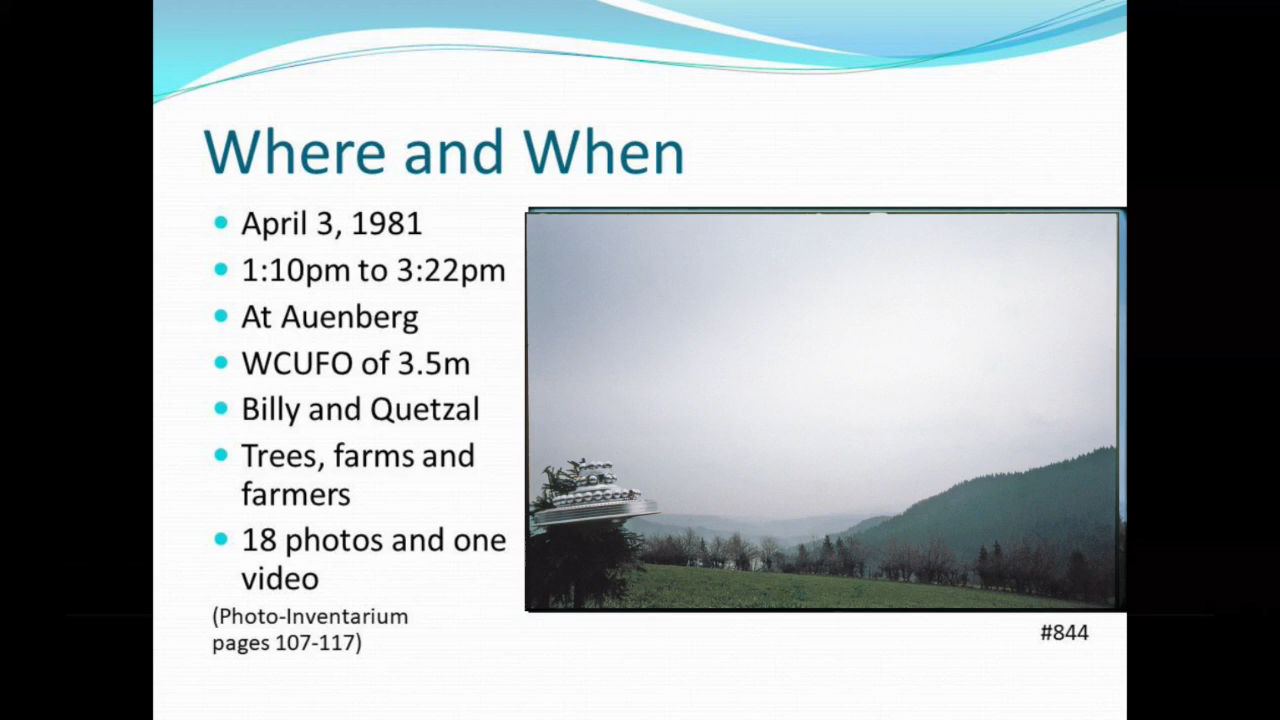 Where and When
April 3, 1981
1:10pm to 3:22pm
At Auenberg
WCUFO of 3.5m
Billy and Quetzal
Trees, farms and
farmers
18 photos and one
video
(Photo-Inventarium
pages 107-117)
#844